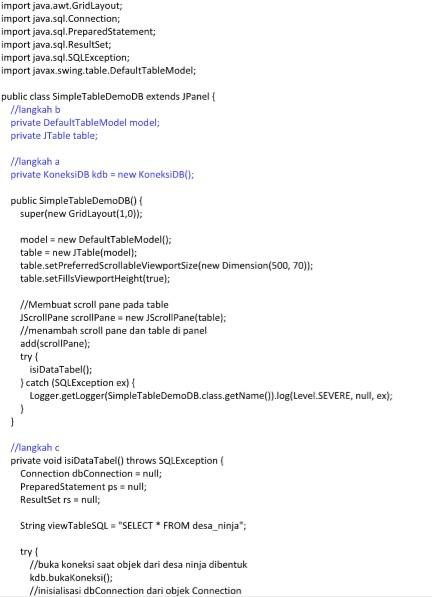 import java.awt.GridLayout;
import java.sql.Connection;
import java.sql.PreparedStatement;
import java.sql.ResultSet;
import java.sql.SQLException;
import javax.swing.table.DefaultTableModel;
public class SimpleTableDemoDB extends JPanel {
//langkah b
private DefaultTableModel model;
private JTable table;
//langkah a
private KoneksiDB kdb = new KoneksiDB();
public SimpleTableDemoDB() {
super(new GridLayout(1,0));
model = new DefaultTableModel();
table = new JTable(model);
table.setPreferredScrollableViewportSize(new Dimension(500, 70));
table.setFillsViewportHeight(true);
//Membuat scroll pane pada table
JScrollPane scrollPane = new JScrollPane(table);
//menambah scroll pane dan table di panel
add(scrollPane);
try {
isiDataTabel();
} catch (SQLException ex) {
Logger.getLogger(SimpleTableDemoDB.class.getName()).log(Level.SEVERE, null, ex);
}
}
//langkah c
private void isiDataTabel() throws SQLException {
Connection dbConnection = null;
PreparedStatement ps = null;
ResultSet rs = null;
String viewTableSQL = "SELECT * FROM desa_ninja";
try {
//buka koneksi saat objek dari desa ninja dibentuk
kdb.bukaKoneksi();
//inisialisasi dbConnection dari objek Connection